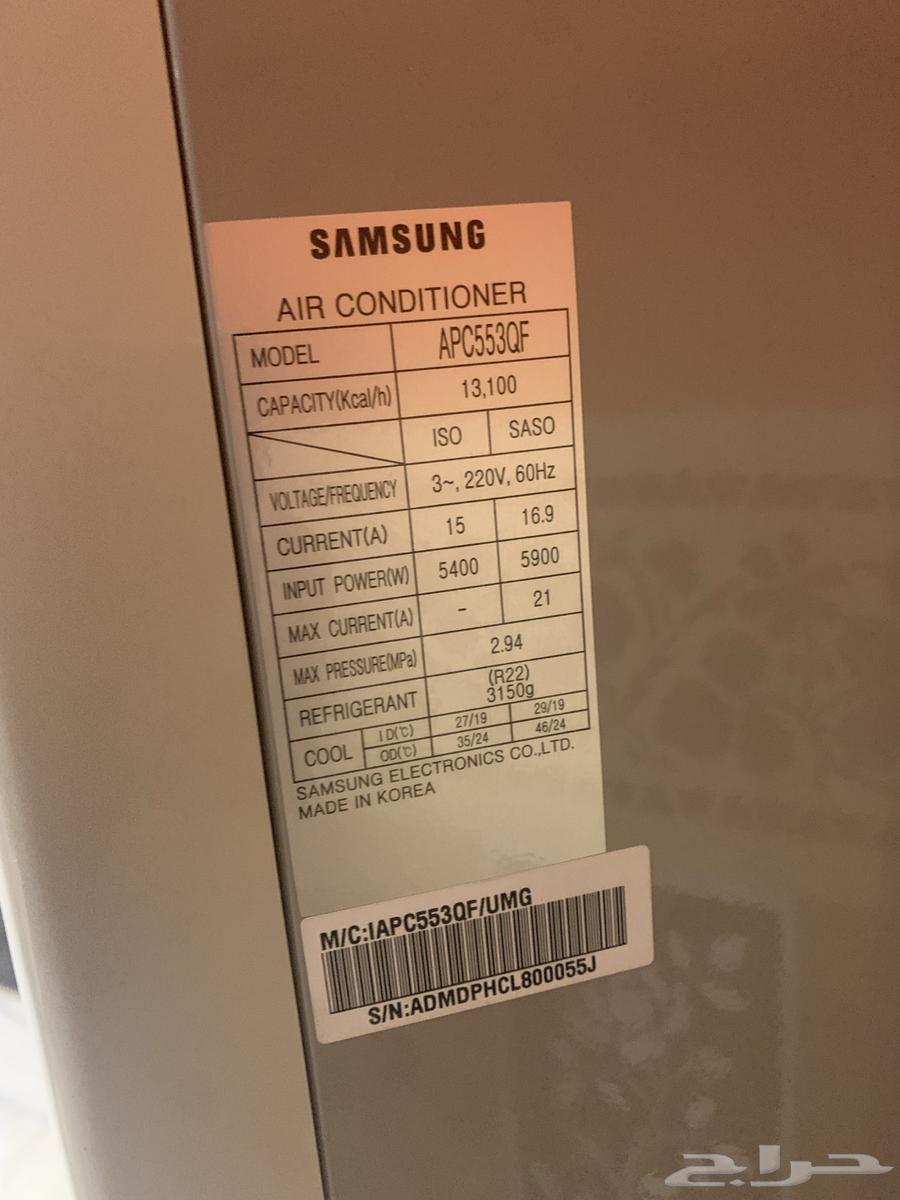 SAMSUNG
AIR CONDITIONER
MODEL APC553QF
CAPACITY(Kcal/h) 13,100
ISO SASO
VOLTAGE/FREQUENCY 3~, 220V, 60Hz
CURRENT(A) 15 16.9
INPUT POWER(W) 5400 5900
MAX CURRENT(A) - 21
MAX PRESSURE(MPa) 2.94
REFRIGERANT (R22)
3150g
COOL ID(℃) 27/19 29/19
OD(℃) 35/24 46/24
SAMSUNG ELECTRONICS CO.,LTD.
MADE IN KOREA
M/C:IAPC553QF/UMG
S/N:ADMDPHCL800055J
حراج